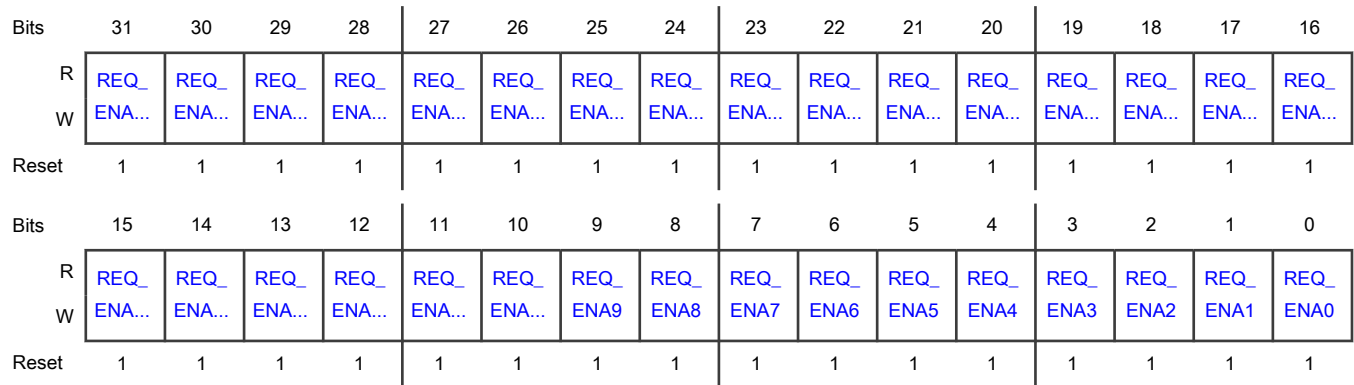 Bits 31 30 29 28 27 26 25 24 23 22 21 20 19 18 17 16
R REQ_ REQ_ REQ_ REQ_ REQ_ REQ_ REQ_ REQ_ REQ_ REQ_ REQ_ REQ_ REQ_ REQ_ REQ_ REQ_
W ENA... ENA... ENA... ENA... ENA... ENA... ENA... ENA... ENA... ENA... ENA... ENA... ENA... ENA... ENA... ENA...
Reset 1 1 1 1 1 1 1 1 1 1 1 1 1 1 1 1
Bits 15 14 13 12 11 10 9 8 7 6 5 4 3 2 1 0
R REQ_ REQ_ REQ_ REQ_ REQ_ REQ_ REQ_ REQ_ REQ_ REQ_ REQ_ REQ_ REQ_ REQ_ REQ_ REQ_
W ENA... ENA... ENA... ENA... ENA... ENA... ENA9 ENA8 ENA7 ENA6 ENA5 ENA4 ENA3 ENA2 ENA1 ENA0
Reset 1 1 1 1 1 1 1 1 1 1 1 1 1 1 1 1